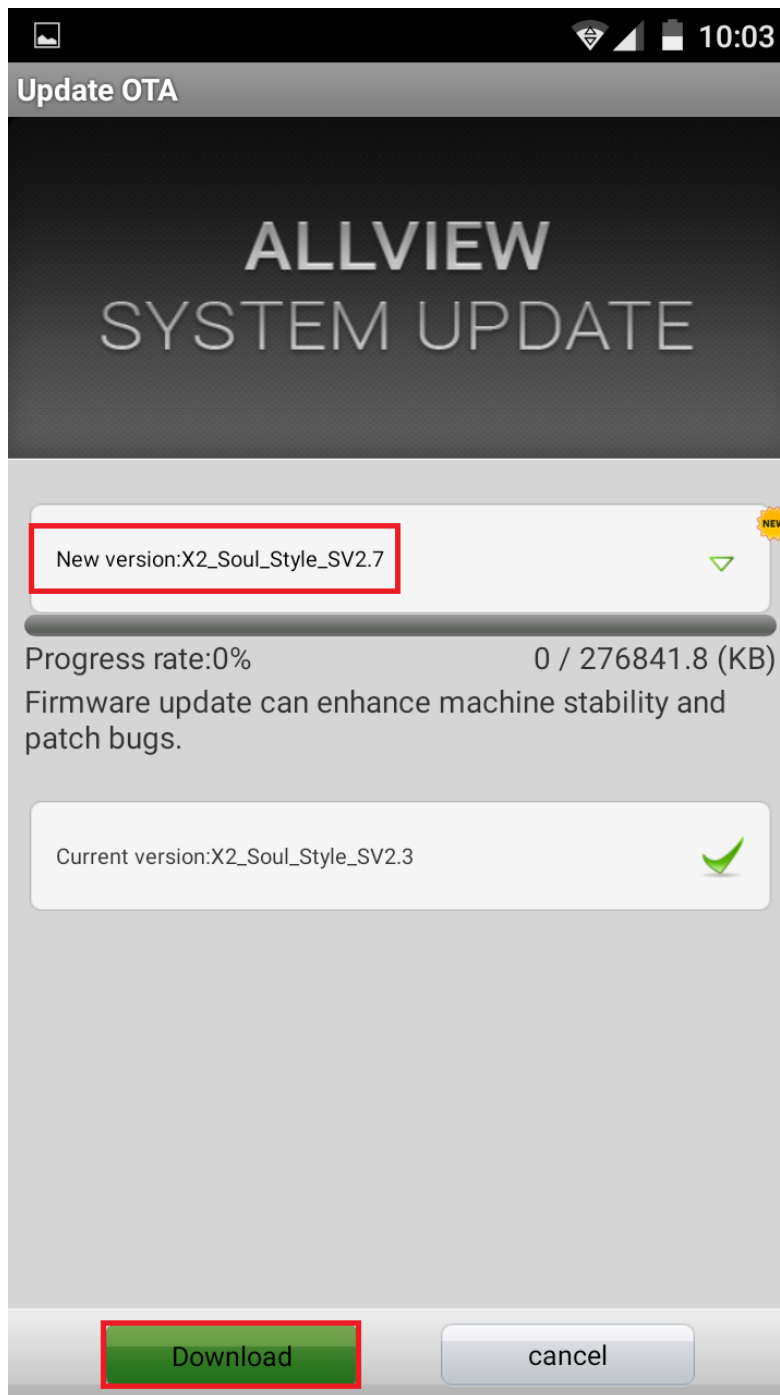 10:03
Update OTA
ALLVIEW
SYSTEM UPDATE
NEW
New version:X2_Soul_Style_SV2.7
Progress rate:0% 0 / 276841.8 (KB)
Firmware update can enhance machine stability and
patch bugs.
Current version:X2_Soul_Style_SV2.3
Download cancel